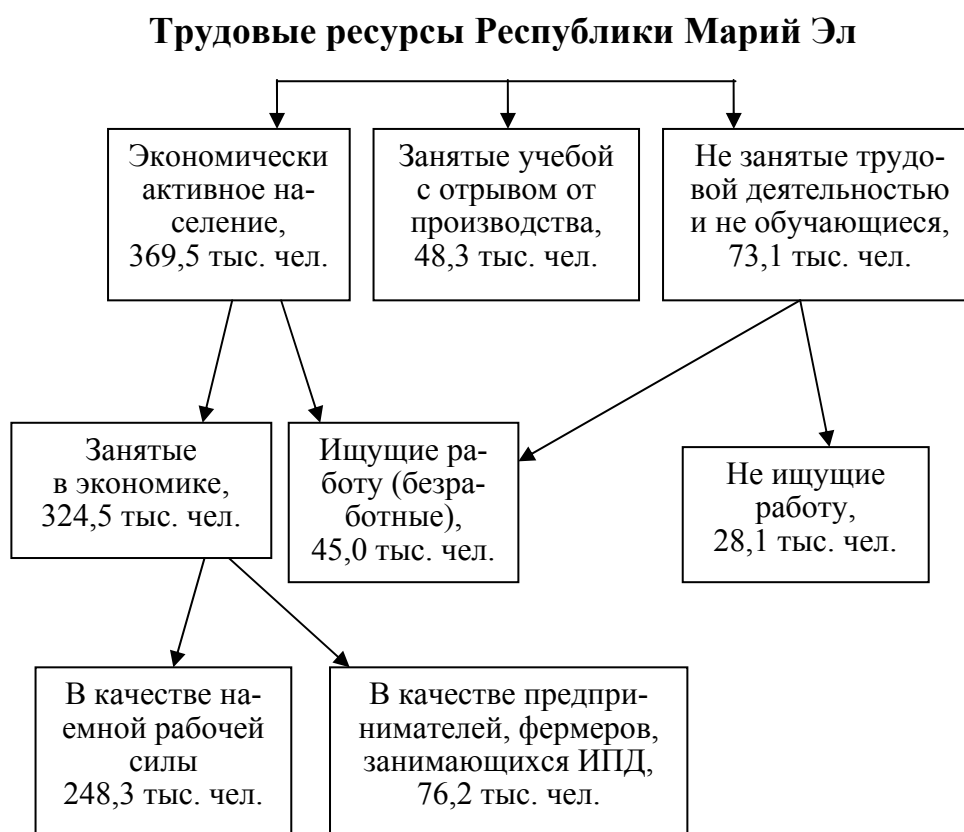 Трудовые ресурсы Республики Марий Эл
Экономически
активное на-
селение,
369,5 тыс. чел.
Занятые учебой
с отрывом от
производства,
48,3 тыс. чел.
Не занятые трудо-
вой деятельностью
и не обучающиеся,
73,1 тыс. чел.
Занятые
в экономике,
324,5 тыс. чел.
Ищущие ра-
боту (безра-
ботные),
45,0 тыс. чел.
Не ищущие
работу,
28,1 тыс. чел.
В качестве на-
емной рабочей
силы
248,3 тыс. чел.
В качестве предпри-
нимателей, фермеров,
занимающихся ИПД,
76,2 тыс. чел.